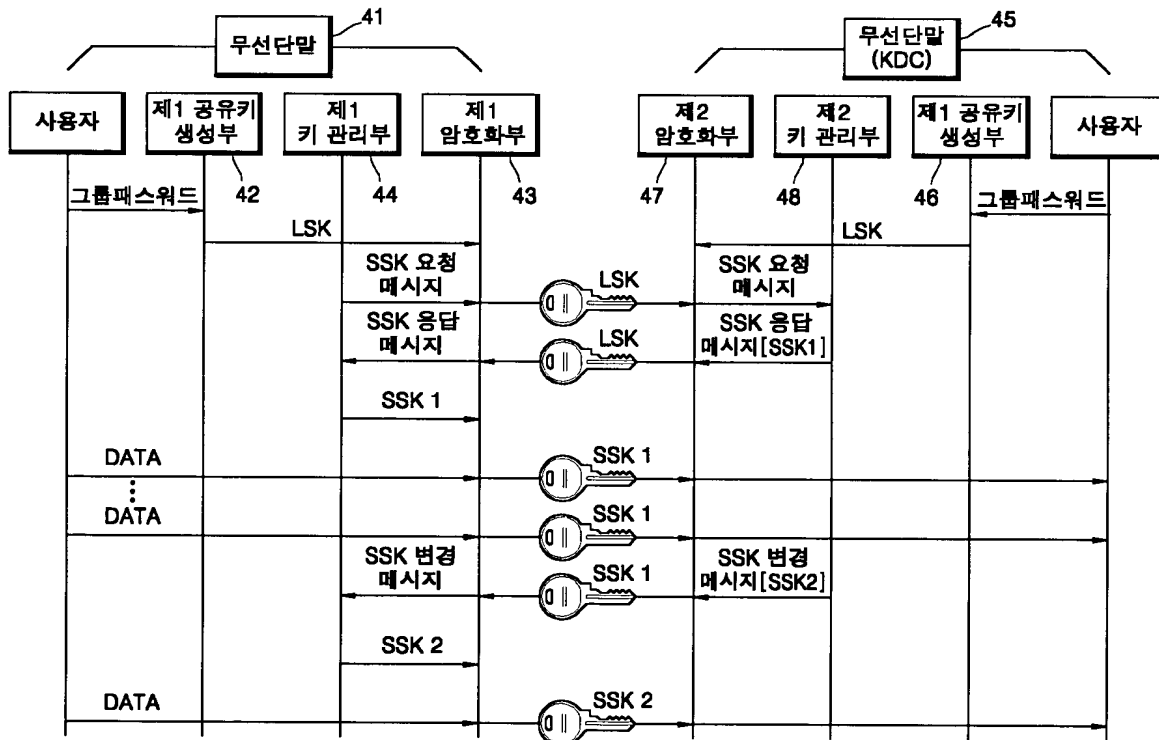 41
무선단말
45
무선단말
(KDC)
사용자
제1 공유키
생성부
제1
키 관리부
제1
암호화부
제2
암호화부
제2
키 관리부
제1 공유키
생성부
사용자
42
44
43
47
48
46
그룹패스워드
그룹패스워드
LSK
LSK
SSK 요청
메시지
LSK
SSK 요청
메시지
SSK 응답
메시지
LSK
SSK 응답
메시지[SSK1]
SSK 1
DATA
SSK 1
DATA
SSK 1
SSK 변경
메시지
SSK 1
SSK 변경
메시지[SSK2]
SSK 2
DATA
SSK 2